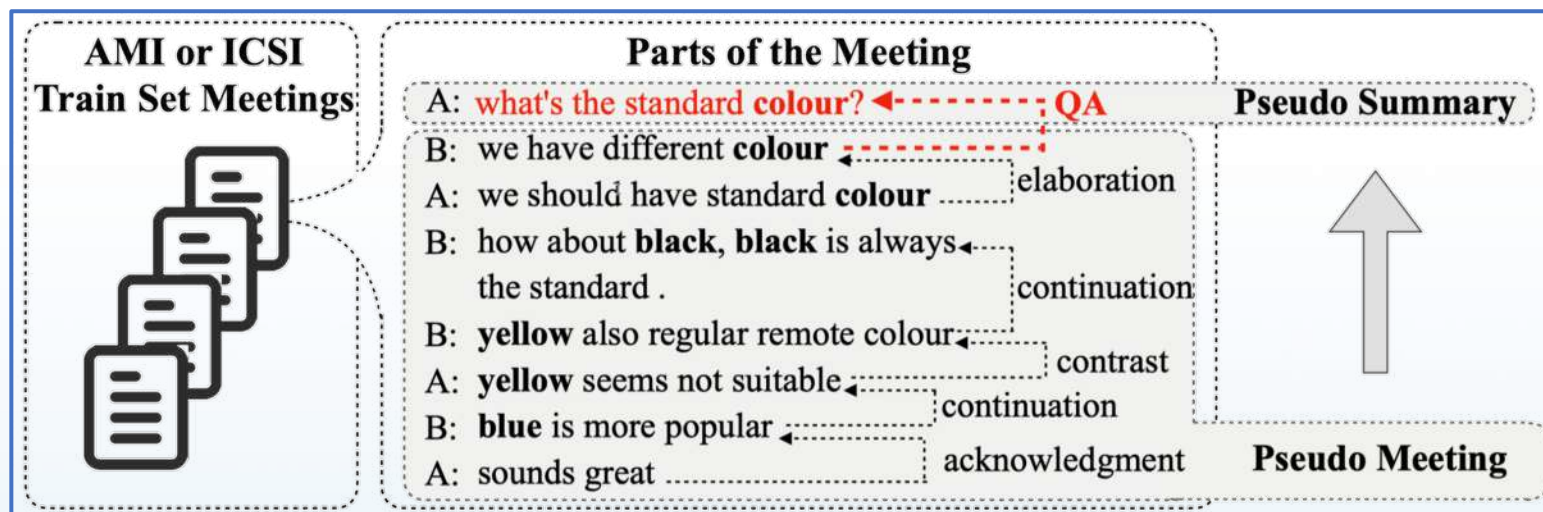 AMI or ICSI
Train Set Meetings
Parts of the Meeting
A: what's the standard colour? QA Pseudo Summary
B: we have different colour
elaboration
A: we should have standard colour
B: how about black, black is always
the standard .
continuation
B: yellow also regular remote colour
contrast
A: yellow seems not suitable
continuation
B: blue is more popular
acknowledgment
Pseudo Meeting
A: sounds great